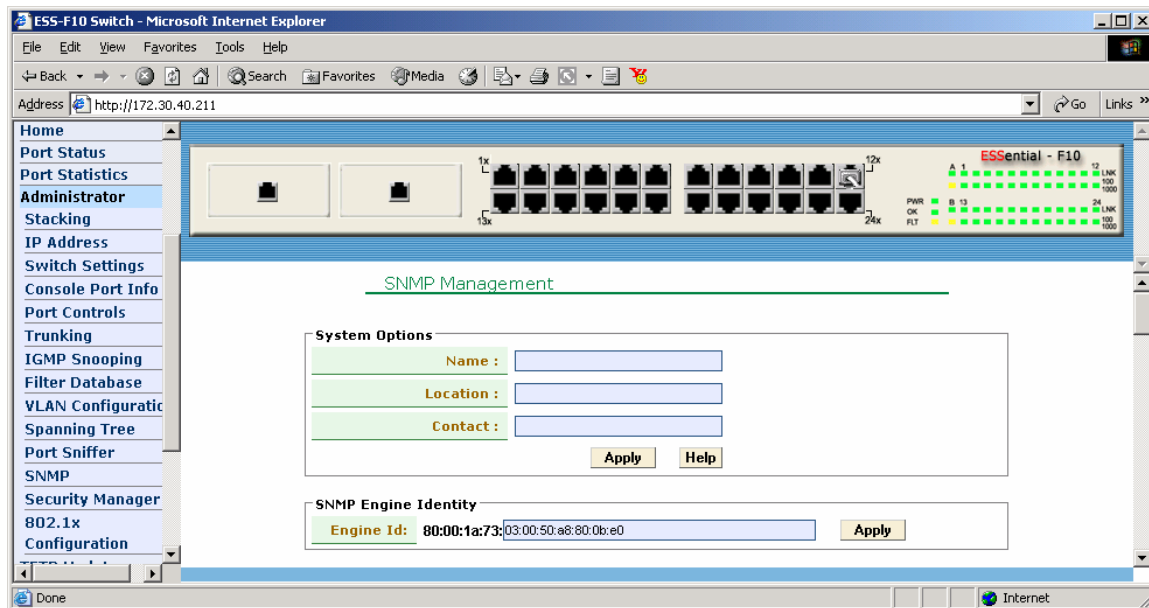 ESS-F10 Switch - Microsoft Internet Explorer
File Edit View Favorites Tools Help
Back Search Favorites Media
Address http://172.30.40.211 Go Links »
Home
Port Status
Port Statistics
Administrator
Stacking
IP Address
Switch Settings
Console Port Info
Port Controls
Trunking
IGMP Snooping
Filter Database
VLAN Configuratic
Spanning Tree
Port Sniffer
SNMP
Security Manager
802.1x
Configuration
1x 12x
13x 24x
ESSential - F10
A 1 12 LNK
100
1000
PWR B 13 24 LNK
OK
FLT 100
1000
SNMP Management
System Options
Name :
Location :
Contact :
Apply Help
SNMP Engine Identity
Engine Id: 80:00:1a:73: 03:00:50:a8:80:0b:e0 Apply
Done Internet